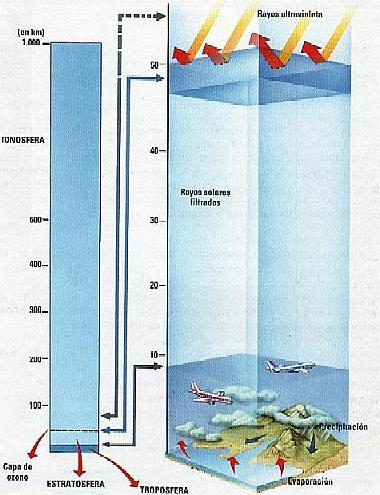 (en km)
1.000
IONOSFERA
500
400
300
200
100
Capa de
ozono
ESTRATOSFERA
TROPOSFERA
Rayos ultravioleta
50
40
Rayos solares
filtrados
30
20
10
Precipitación
Evaporación